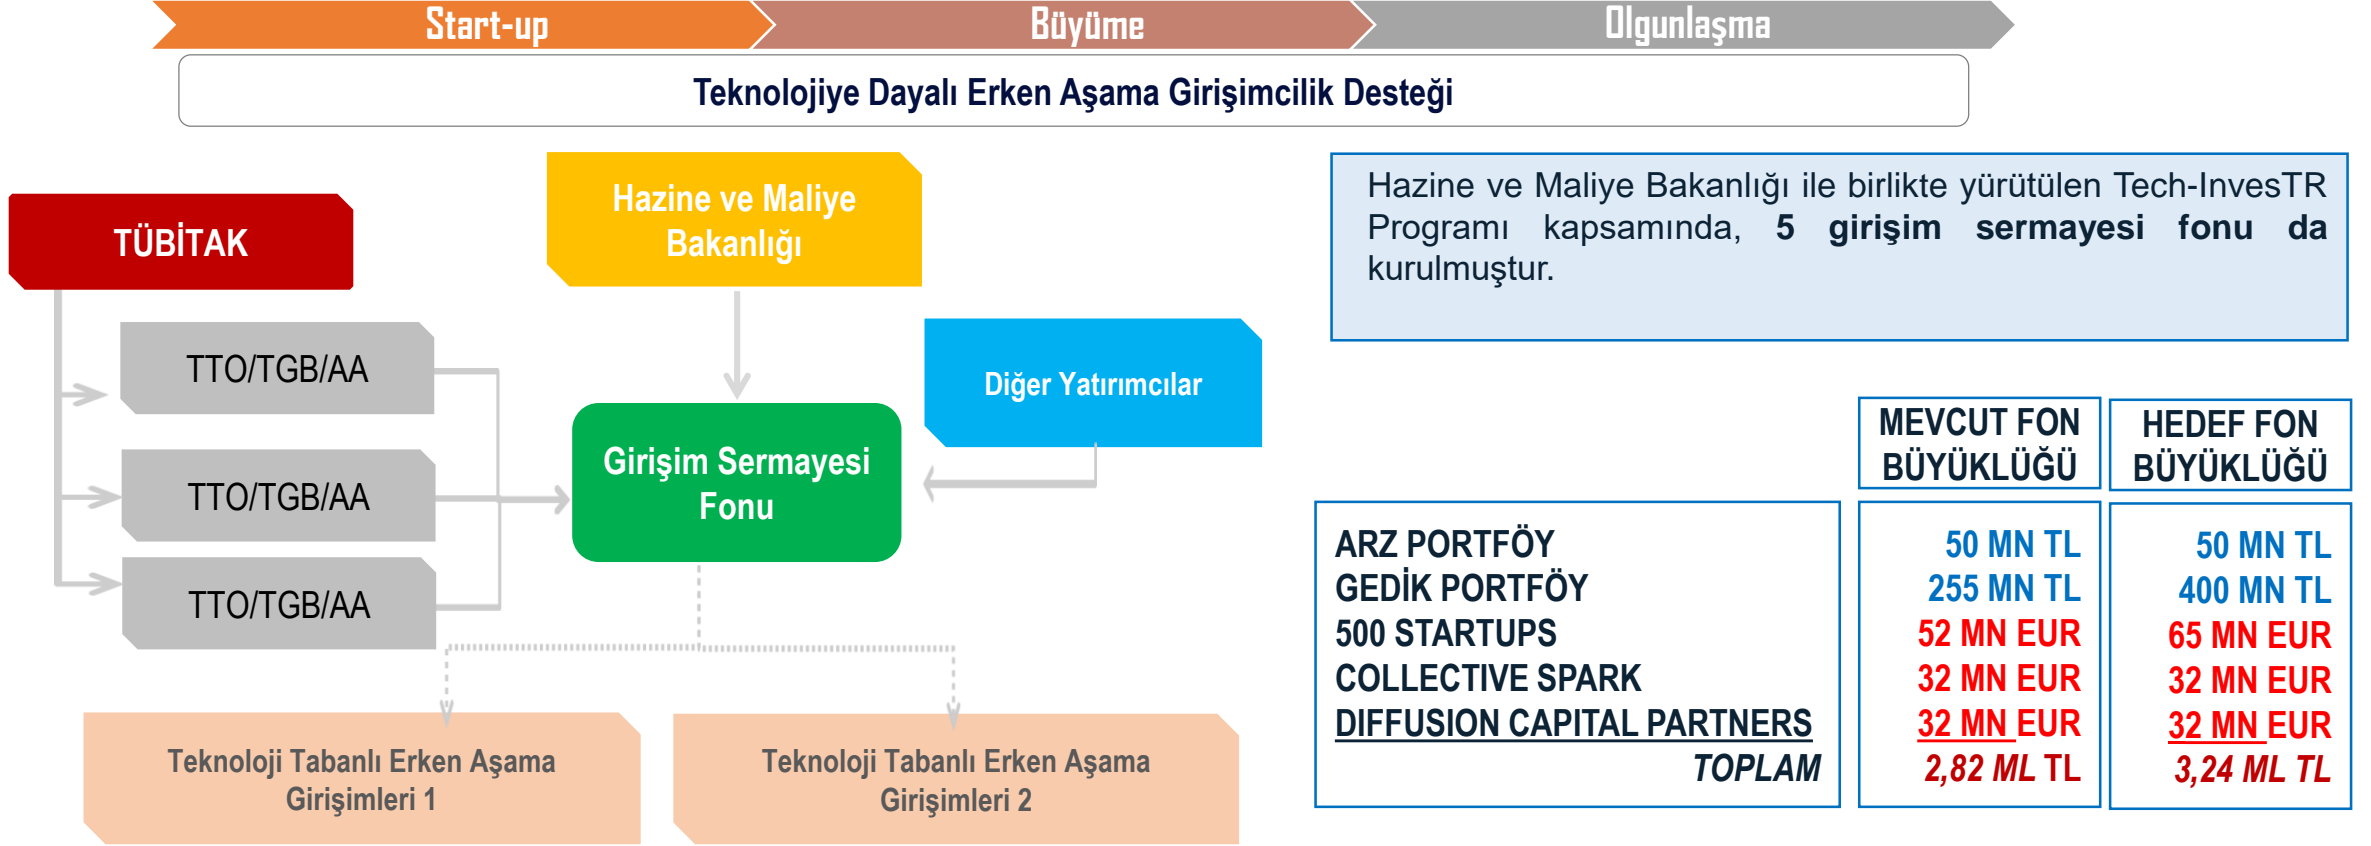 Start-up
Büyüme
Olgunlaşma
Teknolojiye Dayalı Erken Aşama Girişimcilik Desteği
TÜBİTAK
TTO/TGB/AA
TTO/TGB/AA
TTO/TGB/AA
Hazine ve Maliye
Bakanlığı
Diğer Yatırımcılar
Girişim Sermayesi
Fonu
Teknoloji Tabanlı Erken Aşama
Girişimleri 1
Teknoloji Tabanlı Erken Aşama
Girişimleri 2
Hazine ve Maliye Bakanlığı ile birlikte yürütülen Tech-InvesTR
Programı kapsamında, 5 girişim sermayesi fonu da
kurulmuştur.
MEVCUT FON
BÜYÜKLÜĞÜ
HEDEF FON
BÜYÜKLÜĞÜ
ARZ PORTFÖY 50 MN TL 50 MN TL
GEDİK PORTFÖY 255 MN TL 400 MN TL
500 STARTUPS 52 MN EUR 65 MN EUR
COLLECTIVE SPARK 32 MN EUR 32 MN EUR
DIFFUSION CAPITAL PARTNERS 32 MN EUR 32 MN EUR
TOPLAM 2,82 ML TL 3,24 ML TL